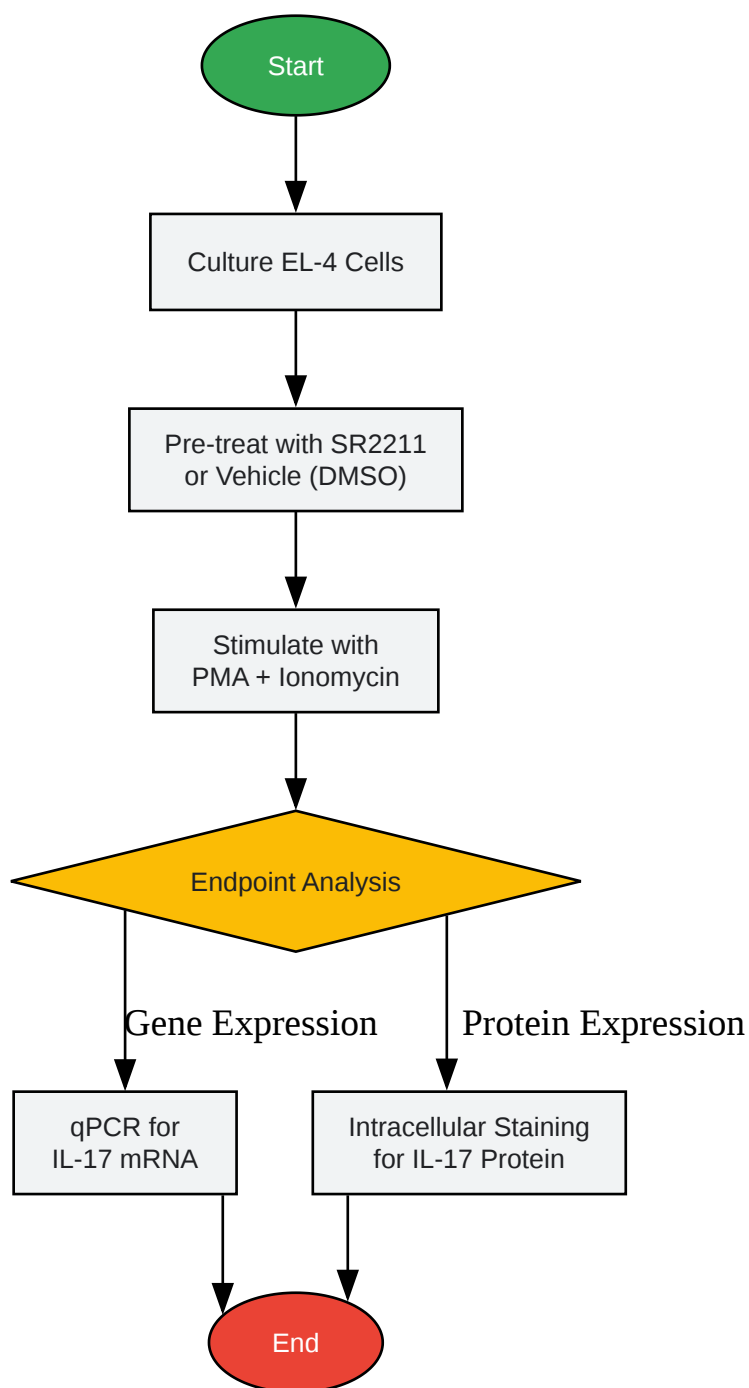 Start
Culture EL-4 Cells
Pre-treat with SR2211
or Vehicle (DMSO)
Stimulate with
PMA + Ionomycin
Endpoint Analysis
Gene Expression
Protein Expression
qPCR for
IL-17 mRNA
Intracellular Staining
for IL-17 Protein
End